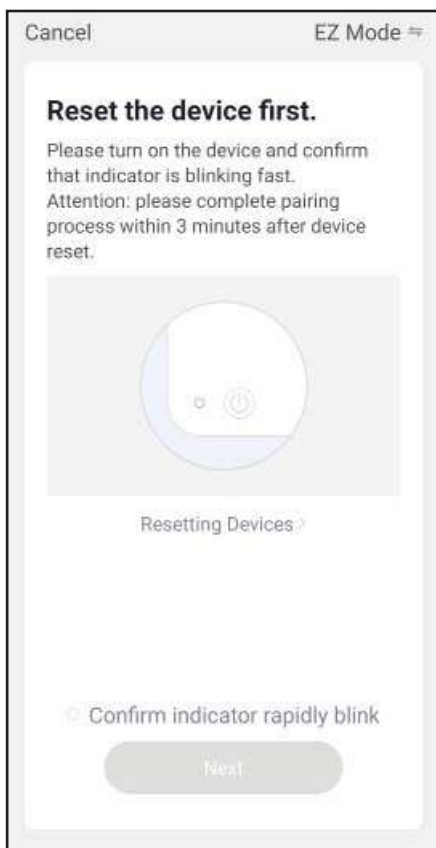 Cancel
EZ Mode ⇋
Reset the device first.
Please turn on the device and confirm
that indicator is blinking fast.
Attention: please complete pairing
process within 3 minutes after device
reset.
Resetting Devices >
Confirm indicator rapidly blink
Next